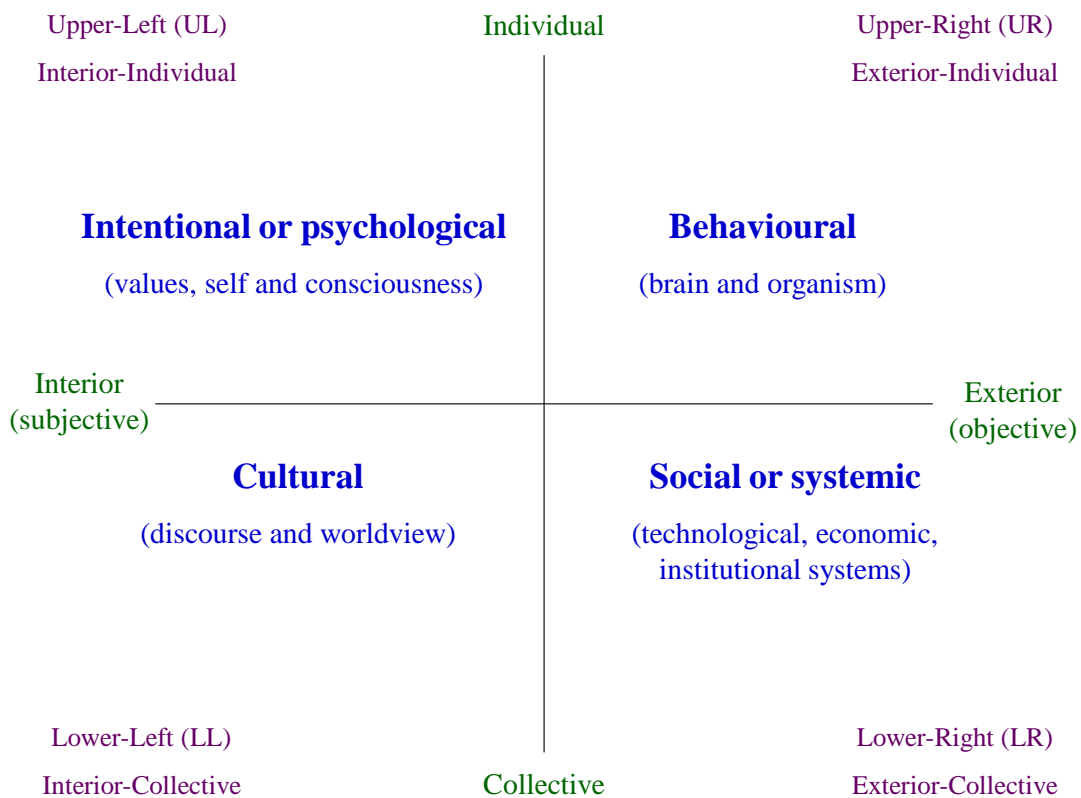 Upper-Left (UL)
Individual
Upper-Right (UR)
Interior-Individual
Exterior-Individual
Intentional or psychological
Behavioural
(values, self and consciousness)
(brain and organism)
Interior
(subjective)
Exterior
(objective)
Cultural
Social or systemic
(discourse and worldview)
(technological, economic,
institutional systems)
Lower-Left (LL)
Lower-Right (LR)
Interior-Collective
Collective
Exterior-Collective